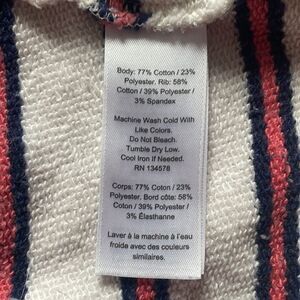 Body: 77% Cotton / 23%
Polyester. Rib: 58%
Cotton / 39% Polyester /
3% Spandex
Machine Wash Cold With
Like Colors.
Do Not Bleach.
Tumble Dry Low.
Cool Iron If Needed.
RN 134578
Corps: 77% Coton / 23%
Polyester. Bord côte: 58%
Coton / 39% Polyester /
3% Élasthanne
Laver à la machine à l'eau
froide avec des couleurs
similaires.